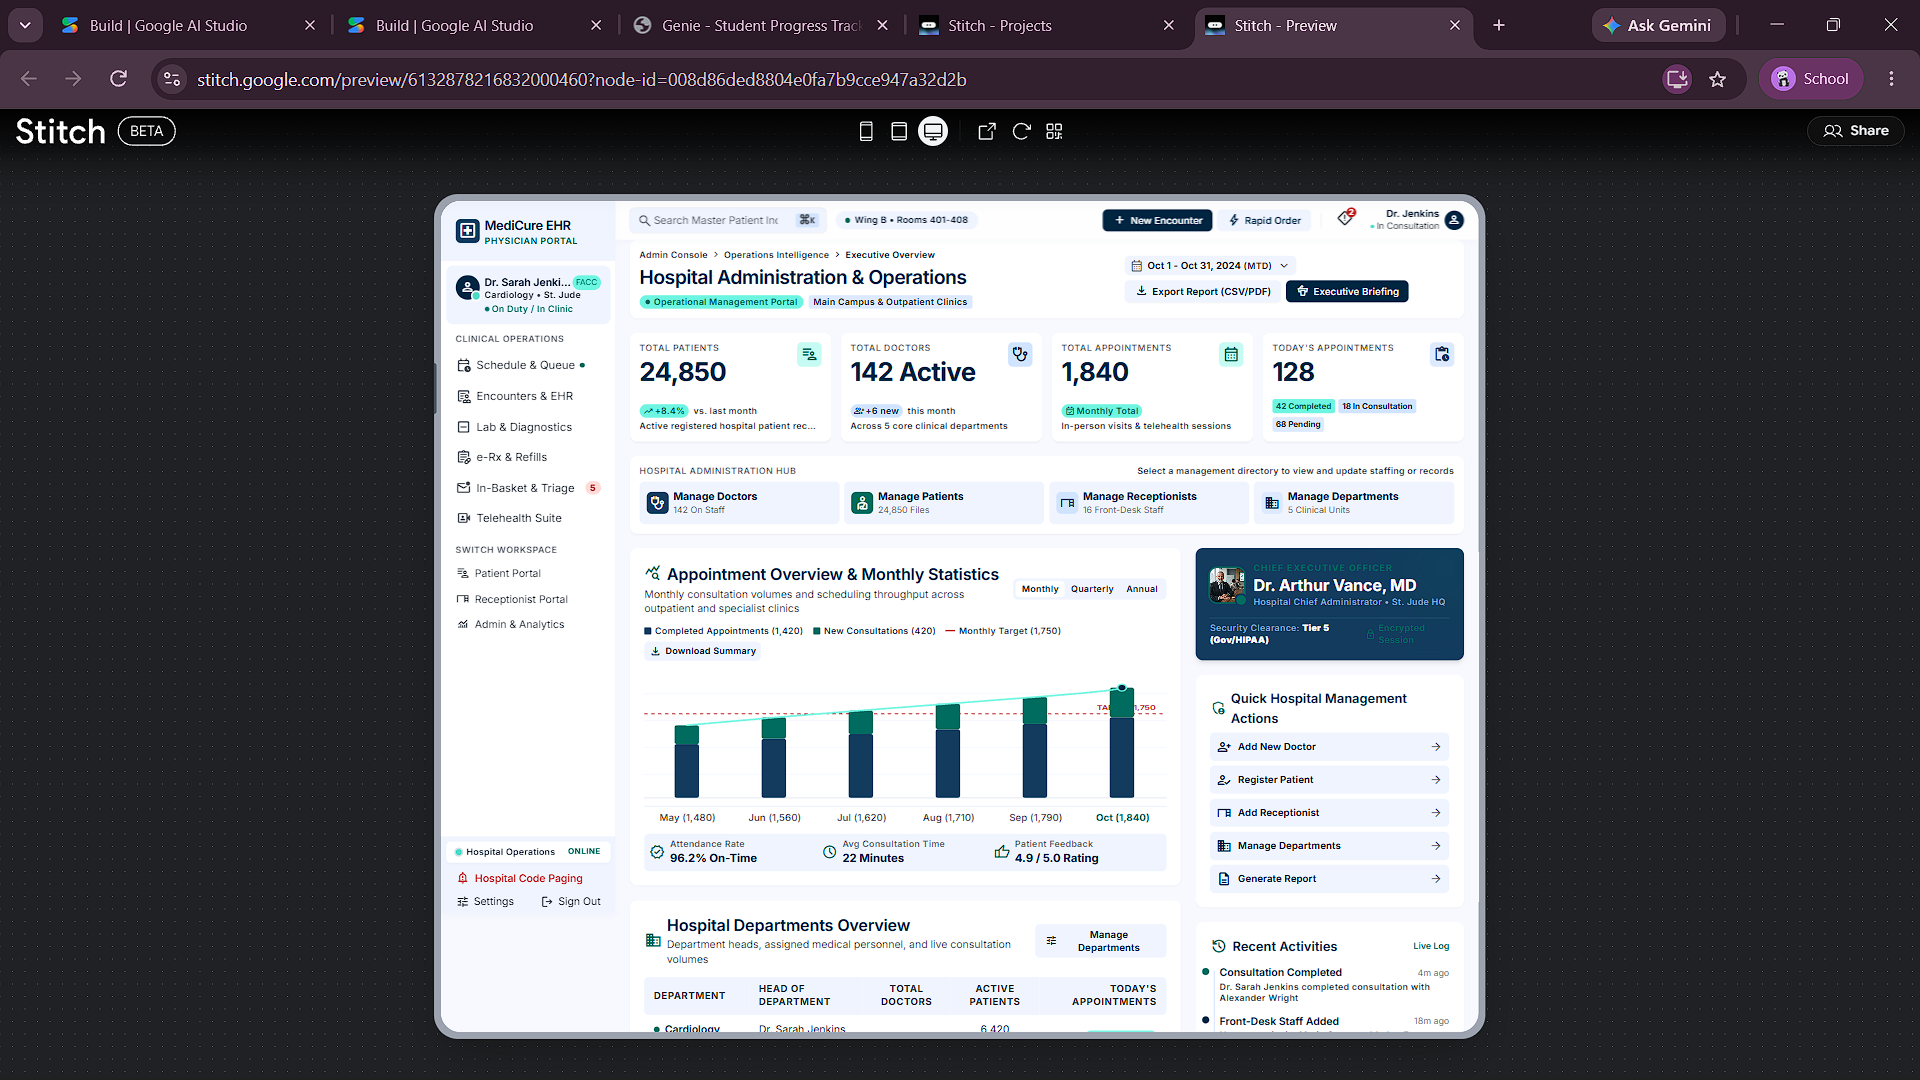 Build | Google AI Studio
Build | Google AI Studio
Genie - Student Progress Track
Stitch - Projects
Stitch - Preview
Ask Gemini
stitch.google.com/preview/6132878216832000460?node-id=008d86ded8804e0fa7b9cce947a32d2b
School
Stitch BETA
Share
MediCure EHR
PHYSICIAN PORTAL
Dr. Sarah Jenki... FACC
Cardiology • St. Jude
On Duty / In Clinic
CLINICAL OPERATIONS
Schedule & Queue
Encounters & EHR
Lab & Diagnostics
e-Rx & Refills
In-Basket & Triage 5
Telehealth Suite
SWITCH WORKSPACE
Patient Portal
Receptionist Portal
Admin & Analytics
Hospital Operations ONLINE
Hospital Code Paging
Settings Sign Out
Search Master Patient Inc ⌘K
Wing B • Rooms 401-408
+ New Encounter
Rapid Order
2
Dr. Jenkins
In Consultation
Admin Console > Operations Intelligence > Executive Overview
Hospital Administration & Operations
Operational Management Portal Main Campus & Outpatient Clinics
Oct 1 - Oct 31, 2024 (MTD)
Export Report (CSV/PDF) Executive Briefing
TOTAL PATIENTS
24,850
+8.4% vs. last month
Active registered hospital patient rec...
TOTAL DOCTORS
142 Active
+6 new this month
Across 5 core clinical departments
TOTAL APPOINTMENTS
1,840
Monthly Total
In-person visits & telehealth sessions
TODAY'S APPOINTMENTS
128
42 Completed 18 In Consultation
68 Pending
HOSPITAL ADMINISTRATION HUB
Select a management directory to view and update staffing or records
Manage Doctors
142 On Staff
Manage Patients
24,850 Files
Manage Receptionists
16 Front-Desk Staff
Manage Departments
5 Clinical Units
Appointment Overview & Monthly Statistics
Monthly consultation volumes and scheduling throughput across
outpatient and specialist clinics
Monthly Quarterly Annual
Completed Appointments (1,420) New Consultations (420) Monthly Target (1,750)
Download Summary
1,750
May (1,480) Jun (1,560) Jul (1,620) Aug (1,710) Sep (1,790) Oct (1,840)
Attendance Rate
96.2% On-Time
Avg Consultation Time
22 Minutes
Patient Feedback
4.9 / 5.0 Rating
Hospital Departments Overview
Department heads, assigned medical personnel, and live consultation
volumes
Manage
Departments
DEPARTMENT
HEAD OF
DEPARTMENT
TOTAL
DOCTORS
ACTIVE
PATIENTS
TODAY'S
APPOINTMENTS
Cardiology Dr. Sarah Jenkins 6,420
CHIEF EXECUTIVE OFFICER
Dr. Arthur Vance, MD
Hospital Chief Administrator • St. Jude HQ
Security Clearance: Tier 5
(Gov/HIPAA)
Encrypted
Session
Quick Hospital Management
Actions
Add New Doctor
Register Patient
Add Receptionist
Manage Departments
Generate Report
Recent Activities Live Log
Consultation Completed 4m ago
Dr. Sarah Jenkins completed consultation with
Alexander Wright
Front-Desk Staff Added 18m ago